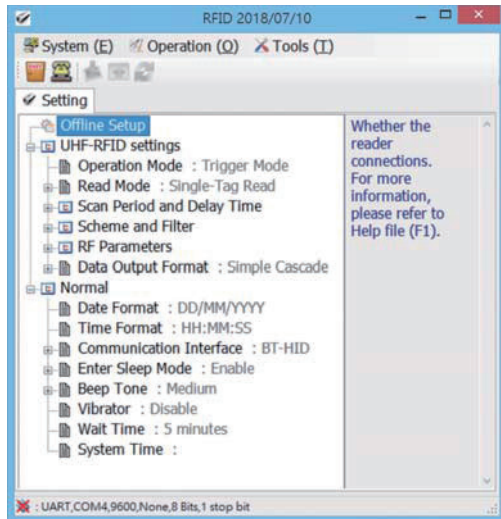 RFID 2018/07/10
System (E) Operation (O) Tools (T)
Setting
Offline Setup
UHF-RFID settings
Operation Mode : Trigger Mode
Read Mode : Single-Tag Read
Scan Period and Delay Time
Scheme and Filter
RF Parameters
Data Output Format : Simple Cascade
Normal
Date Format : DD/MM/YYYY
Time Format : HH:MM:SS
Communication Interface : BT-HID
Enter Sleep Mode : Enable
Beep Tone : Medium
Vibrator : Disable
Wait Time : 5 minutes
System Time :
Whether the
reader
connections.
For more
information,
please refer to
Help file (F1).
: UART,COM4,9600,None,8 Bits,1 stop bit